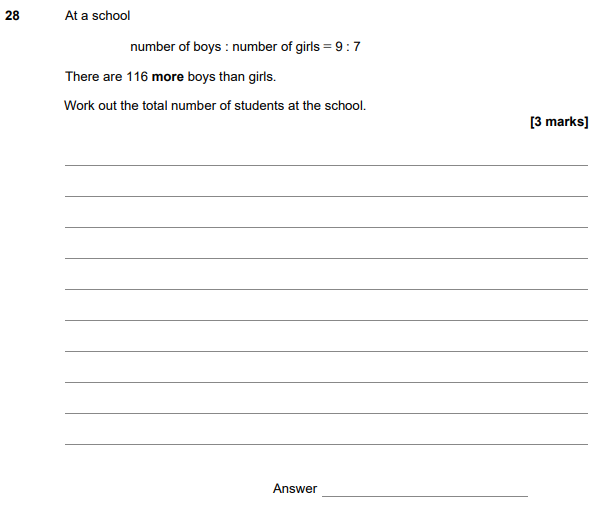 28 At a school
number of boys : number of girls = 9 : 7
There are 116 more boys than girls.
Work out the total number of students at the school.
[3 marks]
Answer